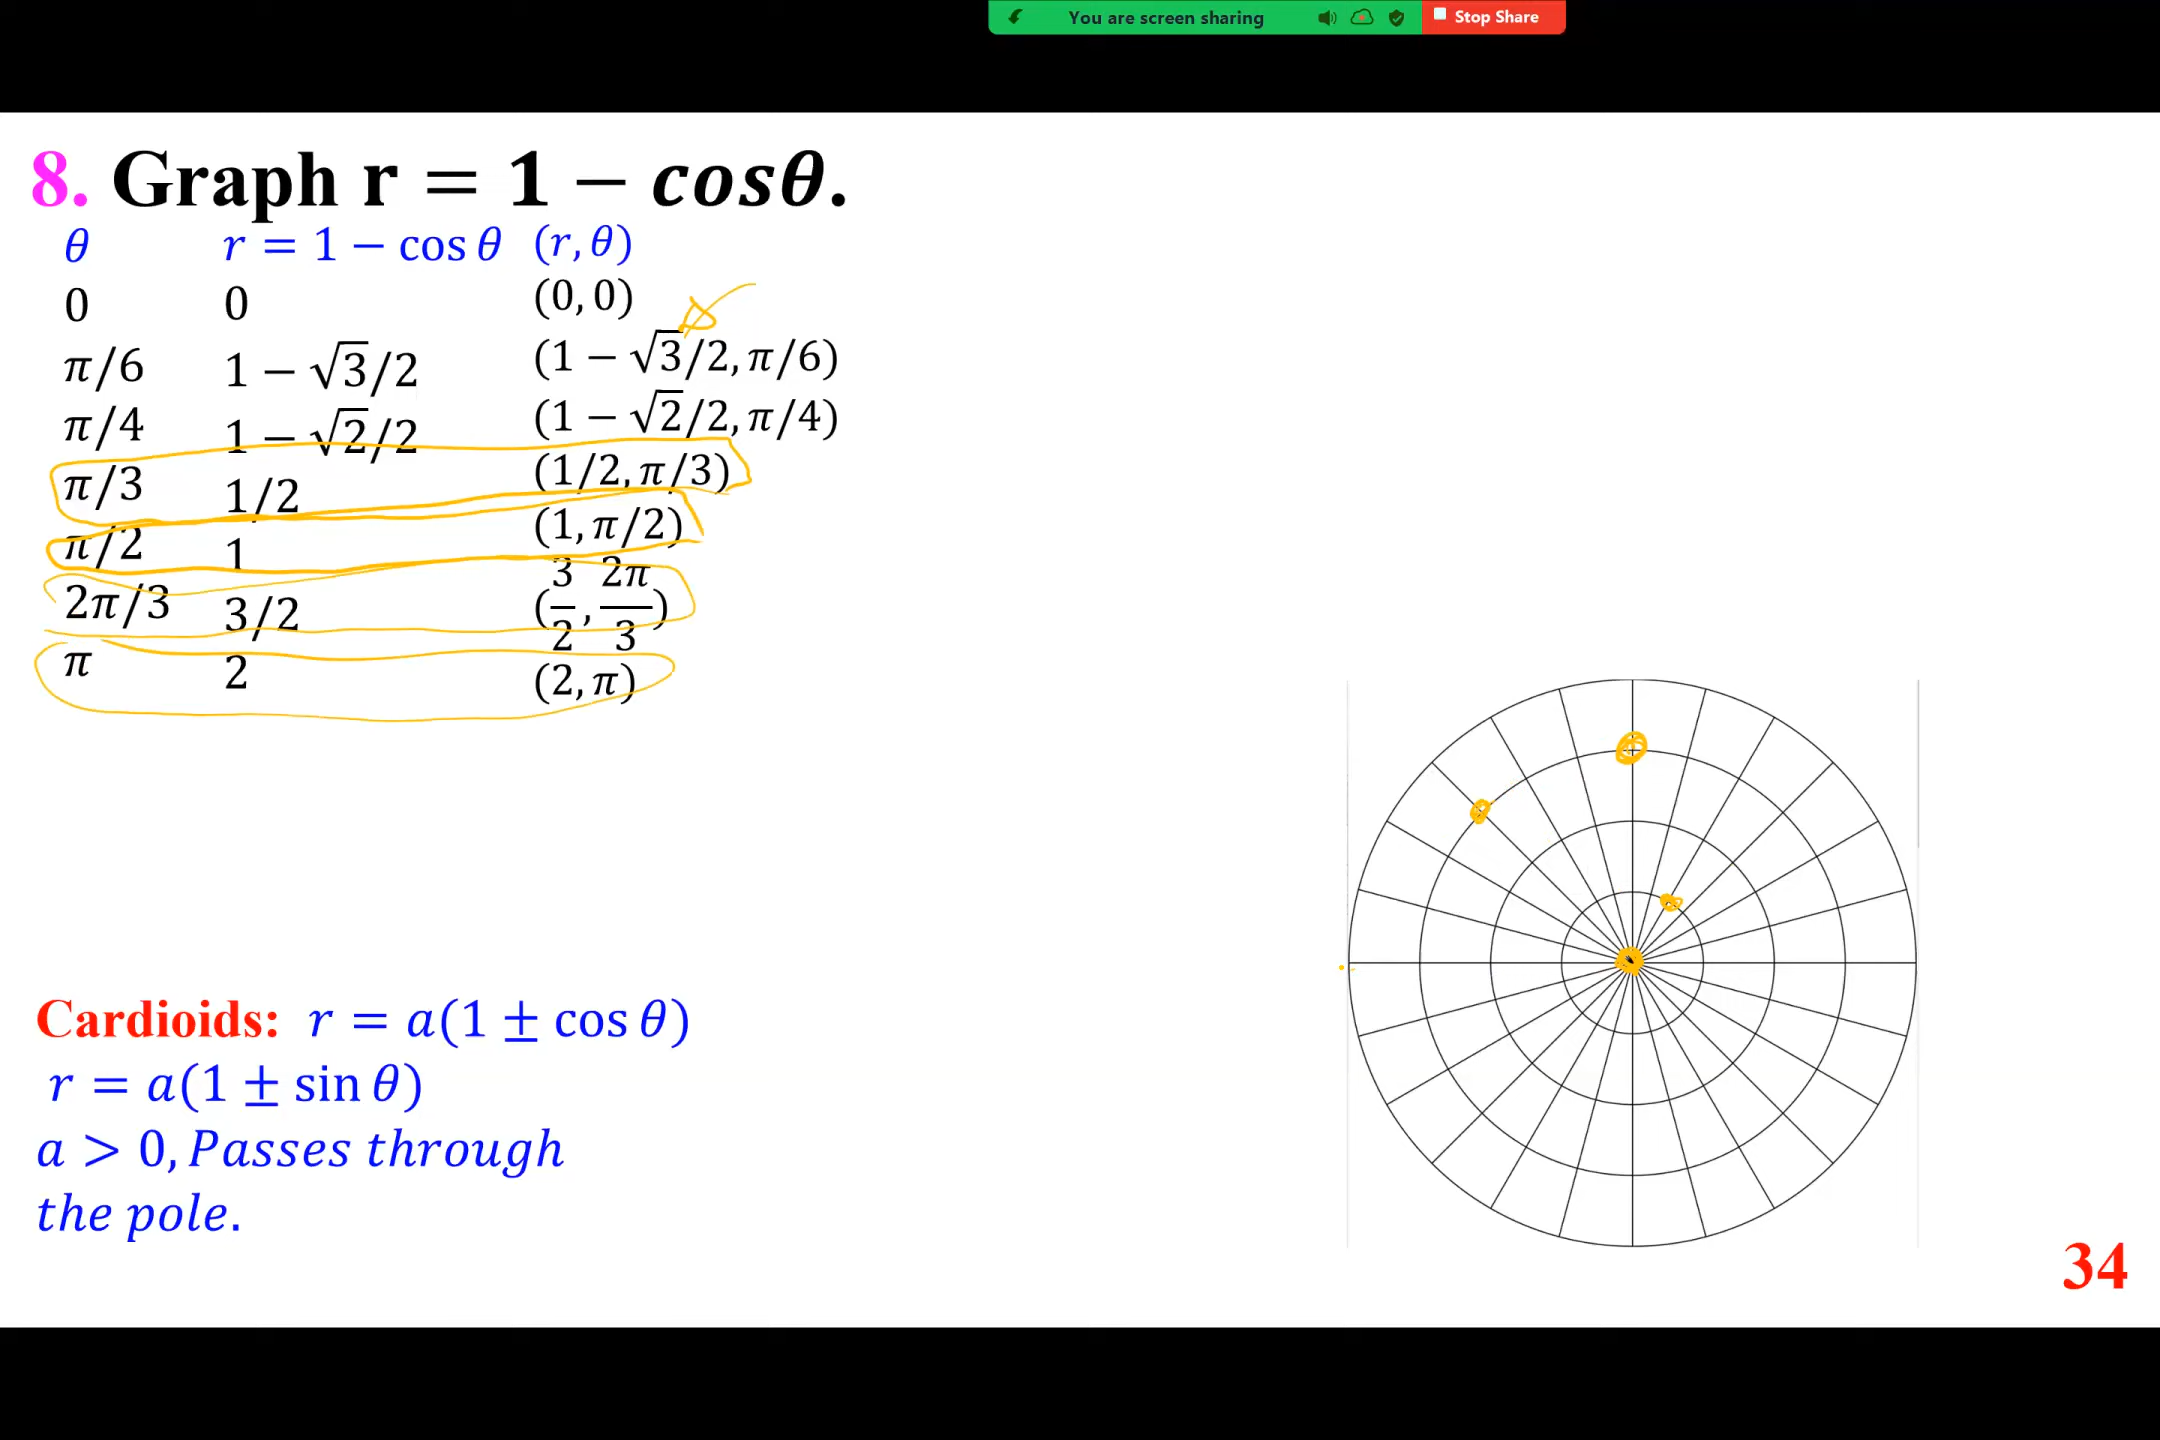 You are screen sharing Stop Share
8. Graph r = 1 − cosθ.
θ r = 1 − cos θ (r, θ)
0 0 (0, 0)
π/6 1 − √3/2 (1 − √3/2, π/6)
π/4 1 − √2/2 (1 − √2/2, π/4)
π/3 1/2 (1/2, π/3)
π/2 1 (1, π/2)
2π/3 3/2 (3/2, 2π/3)
π 2 (2, π)
Cardioids: r = a(1 ± cos θ)
r = a(1 ± sin θ)
a > 0, Passes through
the pole.
34